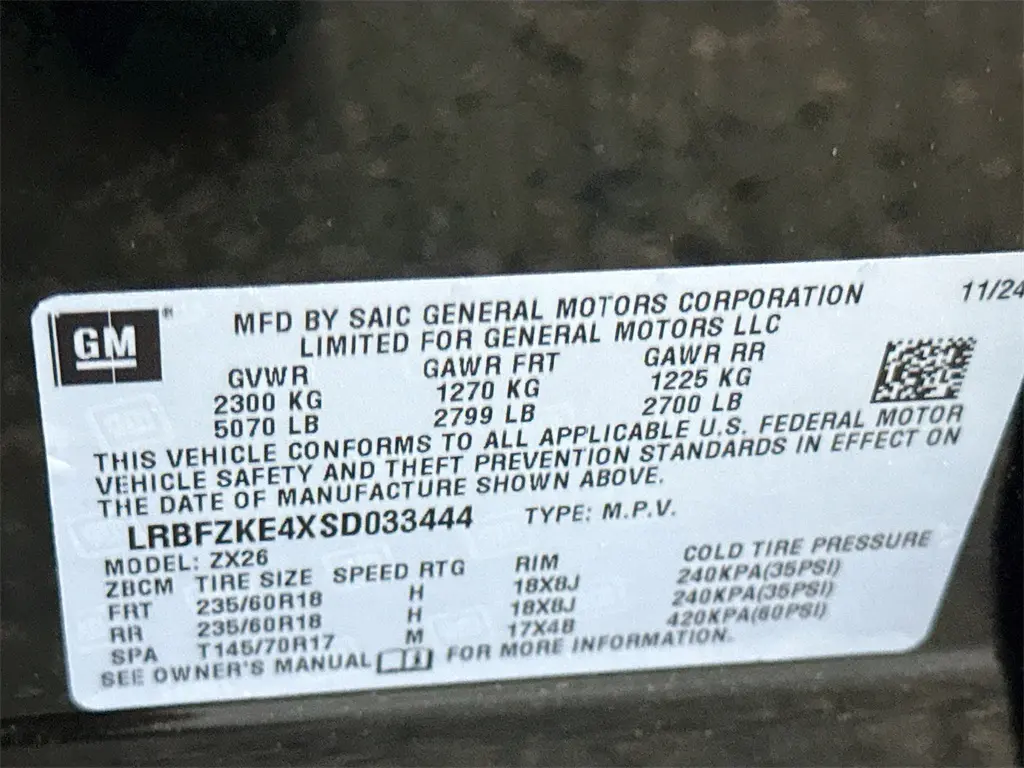 GM ®
MFD BY SAIC GENERAL MOTORS CORPORATION 11/24
LIMITED FOR GENERAL MOTORS LLC
GVWR GAWR FRT GAWR RR
2300 KG 1270 KG 1225 KG
5070 LB 2799 LB 2700 LB
THIS VEHICLE CONFORMS TO ALL APPLICABLE U.S. FEDERAL MOTOR
VEHICLE SAFETY AND THEFT PREVENTION STANDARDS IN EFFECT ON
THE DATE OF MANUFACTURE SHOWN ABOVE.
LRBFZKE4XSD033444 TYPE: M.P.V.
MODEL: ZX26
ZBCM TIRE SIZE SPEED RTG RIM COLD TIRE PRESSURE
FRT 235/60R18 H 18X8J 240KPA(35PSI)
RR 235/60R18 H 18X8J 240KPA(35PSI)
SPA T145/70R17 M 17X4B 420KPA(60PSI)
SEE OWNER'S MANUAL FOR MORE INFORMATION.